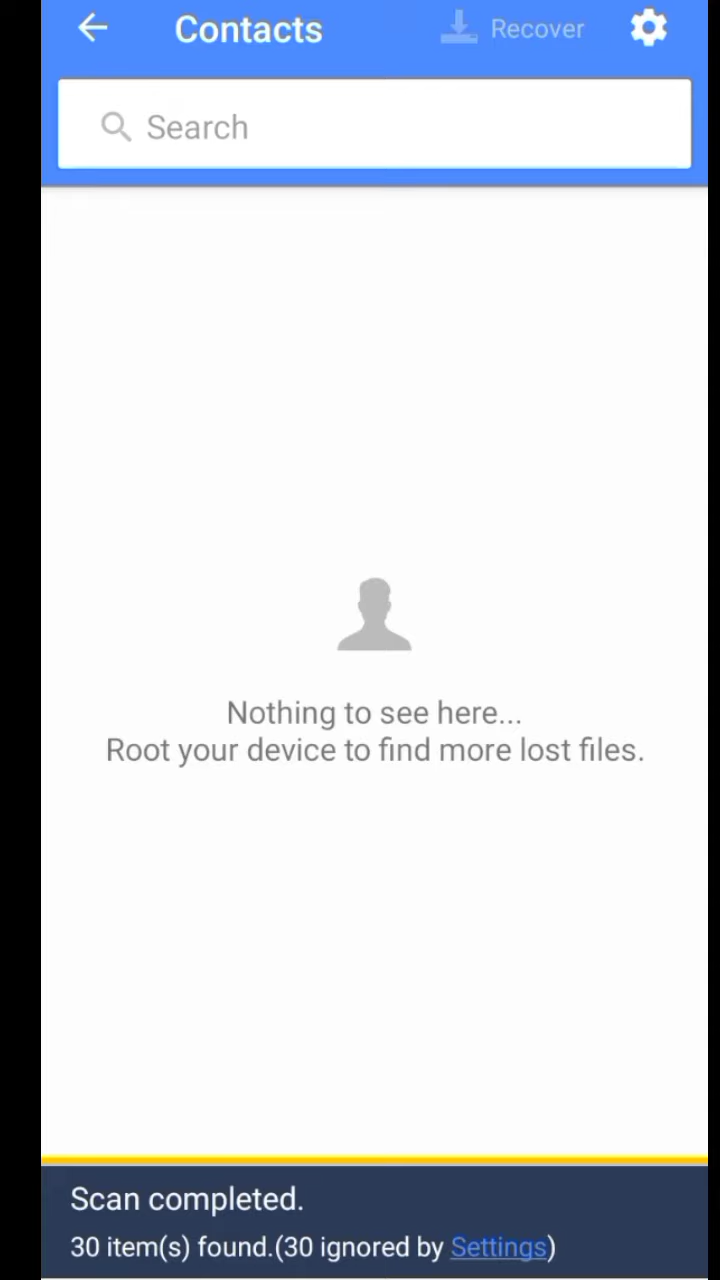 Contacts
Recover
Search
Nothing to see here...
Root your device to find more lost files.
Scan completed.
30 item(s) found.(30 ignored by Settings)